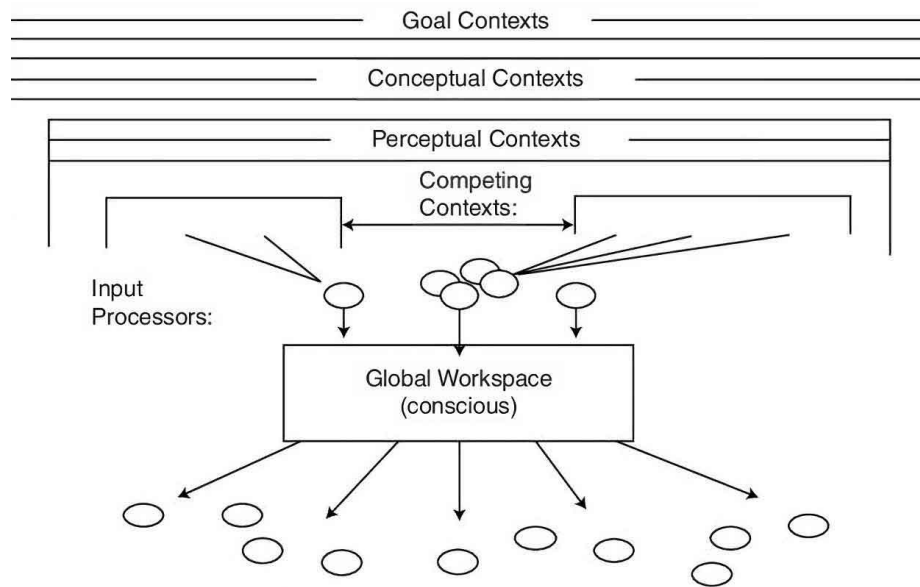 Goal Contexts
Conceptual Contexts
Perceptual Contexts
Competing
Contexts:
Input
Processors:
Global Workspace
(conscious)